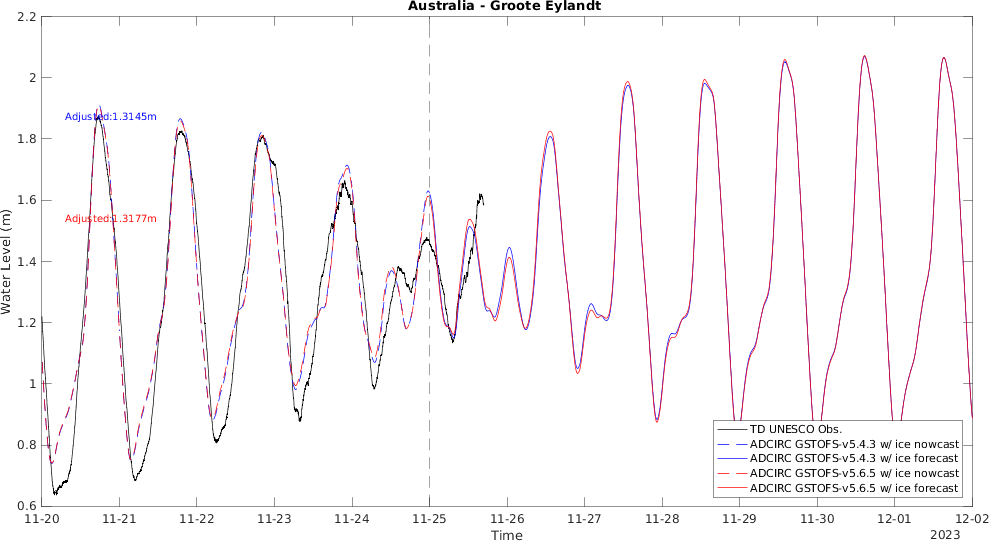 Australia - Groote Eylandt
2.2
2
1.8
1.6
1.4
1.2
1
0.8
0.6
Water Level (m)
Adjusted:1.3145m
Adjusted:1.3177m
TD UNESCO Obs.
ADCIRC GSTOFS-v5.4.3 w/ ice nowcast
ADCIRC GSTOFS-v5.4.3 w/ ice forecast
ADCIRC GSTOFS-v5.6.5 w/ ice nowcast
ADCIRC GSTOFS-v5.6.5 w/ ice forecast
11-20 11-21 11-22 11-23 11-24 11-25 11-26 11-27 11-28 11-29 11-30 12-01 12-02
Time
2023